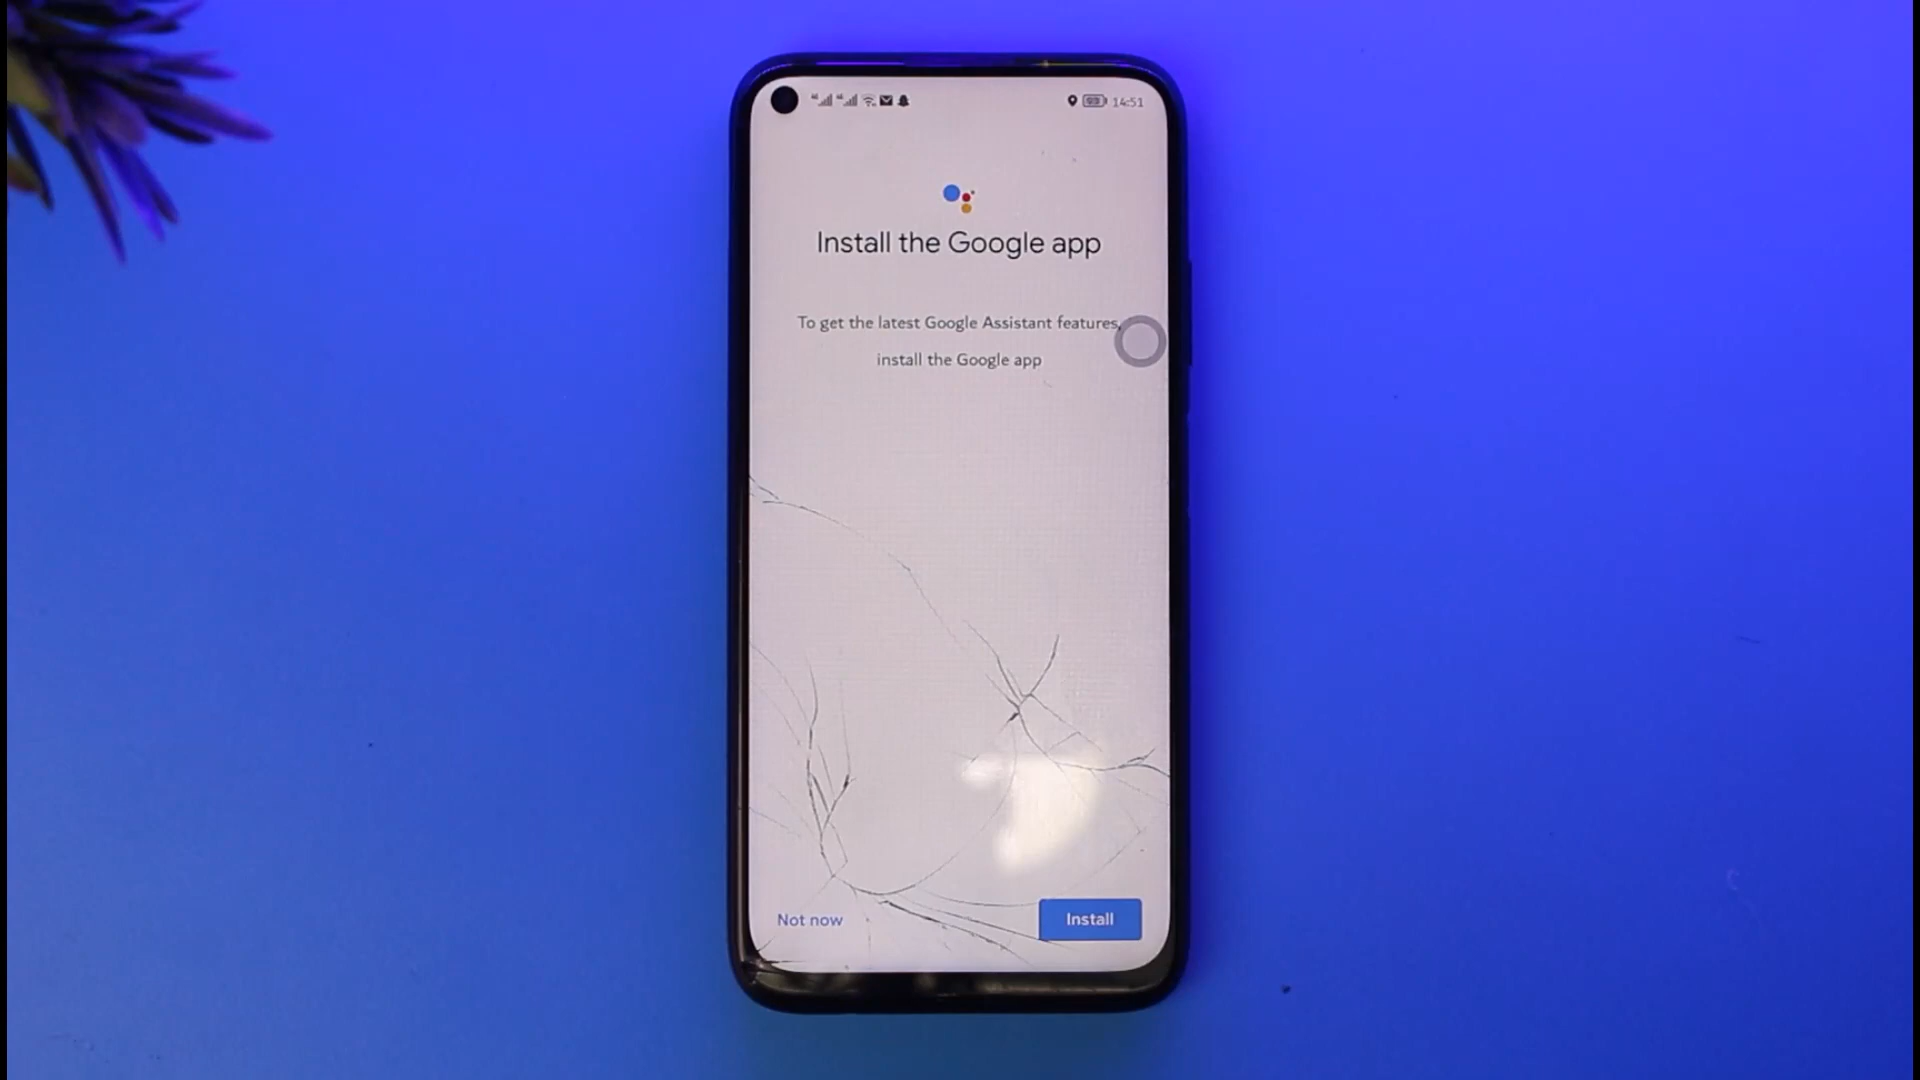 14:51
Install the Google app
To get the latest Google Assistant features,
install the Google app
Not now
Install